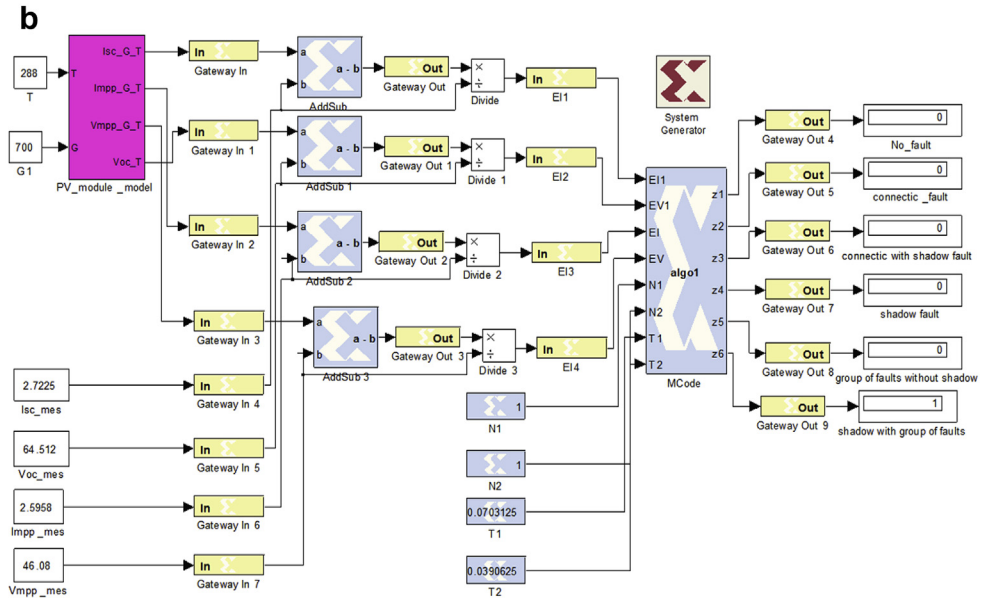 b
288
T
700
G1
T
G
Isc_G_T
Impp_G_T
Vmpp_G_T
Voc_T
PV_module _model
In
Gateway In
a
b
a - b
AddSub
Out
Gateway Out
×
÷
Divide
In
EI1
In
Gateway In 1
a
b
a - b
AddSub 1
Out
Gateway Out 1
×
÷
Divide 1
In
EI2
In
Gateway In 2
a
b
a - b
AddSub 2
Out
Gateway Out 2
×
÷
Divide 2
In
EI3
In
Gateway In 3
a
b
a - b
AddSub 3
Out
Gateway Out 3
×
÷
Divide 3
In
EI4
2.7225
Isc_mes
In
Gateway In 4
64.512
Voc_mes
In
Gateway In 5
2.5958
Impp _mes
In
Gateway In 6
46.08
Vmpp _mes
In
Gateway In 7
1
N1
1
N2
0.0703125
T1
0.0390625
T2
System
Generator
EI1
EV1
EI
EV
N1
N2
T1
T2
algo1
z1
z2
z3
z4
z5
z6
MCode
Out
Gateway Out 4
0
No_fault
Out
Gateway Out 5
0
connectic _fault
Out
Gateway Out 6
0
connectic with shadow fault
Out
Gateway Out 7
0
shadow fault
Out
Gateway Out 8
0
group of faults without shadow
Out
Gateway Out 9
1
shadow with group of faults